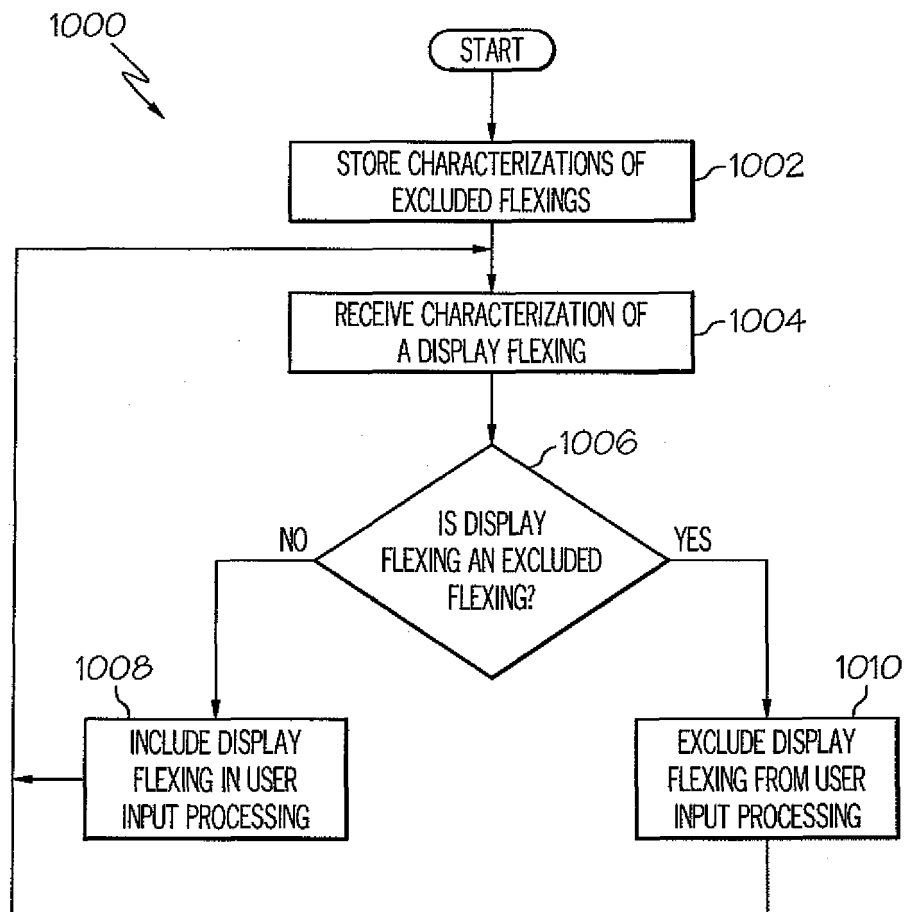 1000
START
STORE CHARACTERIZATIONS OF
EXCLUDED FLEXINGS
1002
RECEIVE CHARACTERIZATION OF
A DISPLAY FLEXING
1004
1006
IS DISPLAY
FLEXING AN EXCLUDED
FLEXING?
NO
YES
1008
INCLUDE DISPLAY
FLEXING IN USER
INPUT PROCESSING
1010
EXCLUDE DISPLAY
FLEXING FROM USER
INPUT PROCESSING